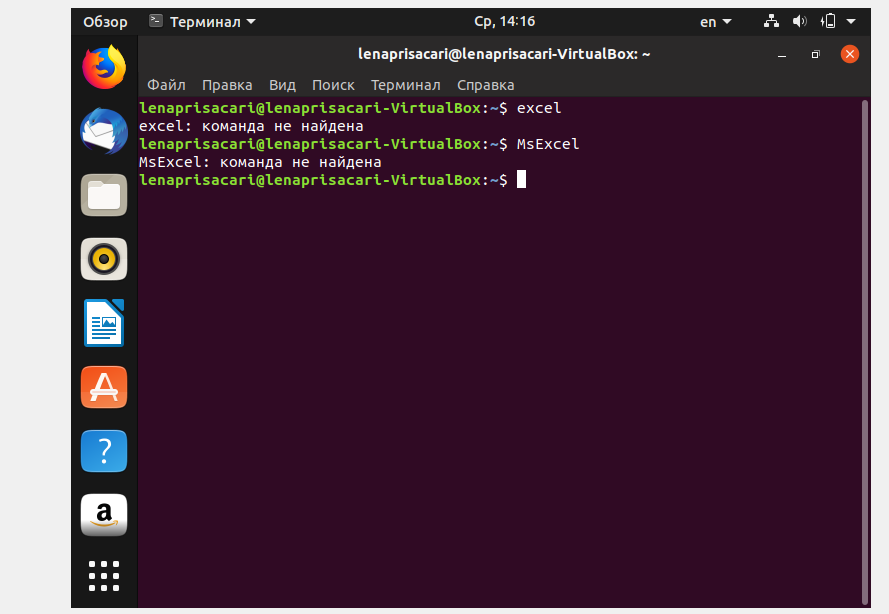 Обзор Терминал Ср, 14:16 en
lenaprisacari@lenaprisacari-VirtualBox: ~
Файл Правка Вид Поиск Терминал Справка
lenaprisacari@lenaprisacari-VirtualBox:~$ excel
excel: команда не найдена
lenaprisacari@lenaprisacari-VirtualBox:~$ MsExcel
MsExcel: команда не найдена
lenaprisacari@lenaprisacari-VirtualBox:~$